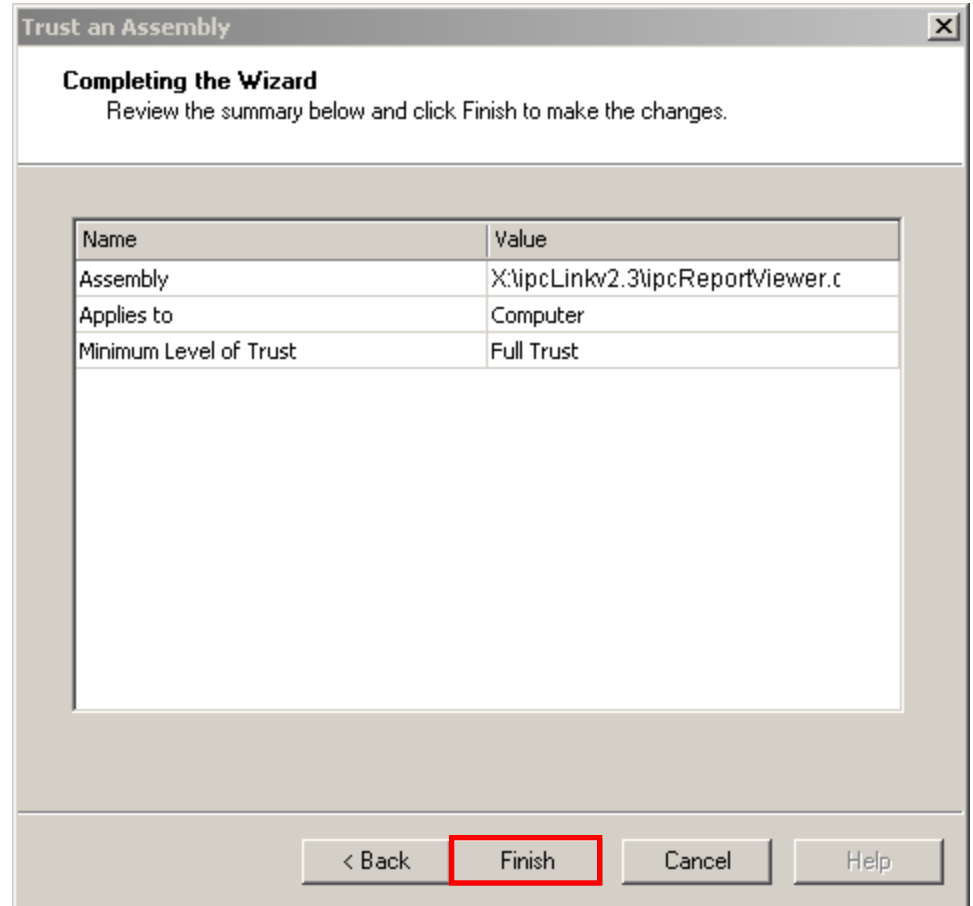 Trust an Assembly
Completing the Wizard
Review the summary below and click Finish to make the changes.
Name Value
Assembly X:\ipcLinkv2.3\ipcReportViewer.c
Applies to Computer
Minimum Level of Trust Full Trust
< Back Finish Cancel Help